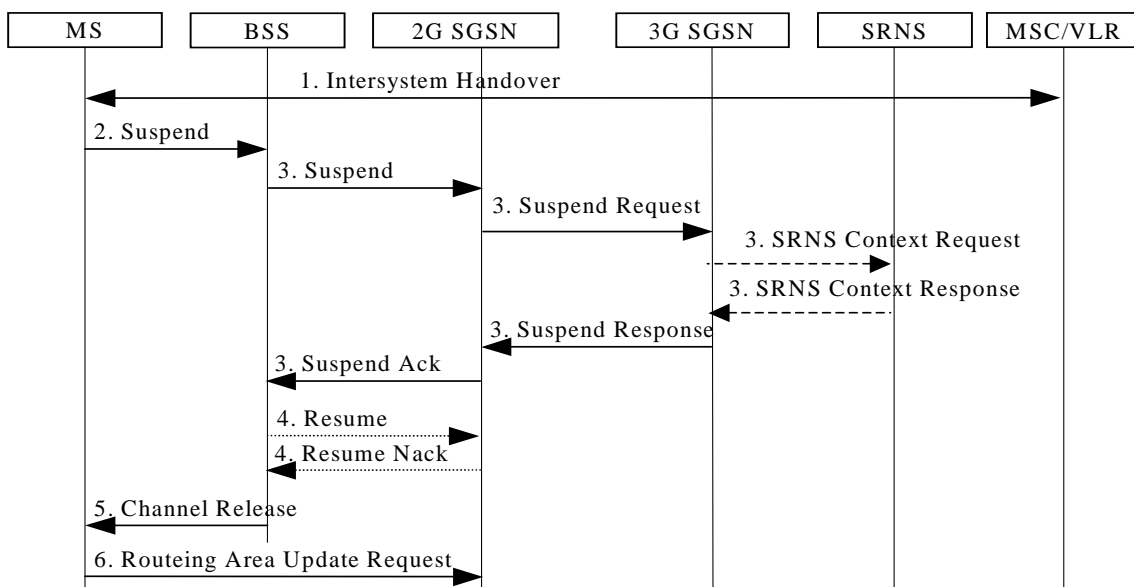 MS
BSS
2G SGSN
3G SGSN
SRNS
MSC/VLR
1. Intersystem Handover
2. Suspend
3. Suspend
3. Suspend Request
3. SRNS Context Request
3. SRNS Context Response
3. Suspend Response
3. Suspend Ack
4. Resume
4. Resume Nack
5. Channel Release
6. Routeing Area Update Request